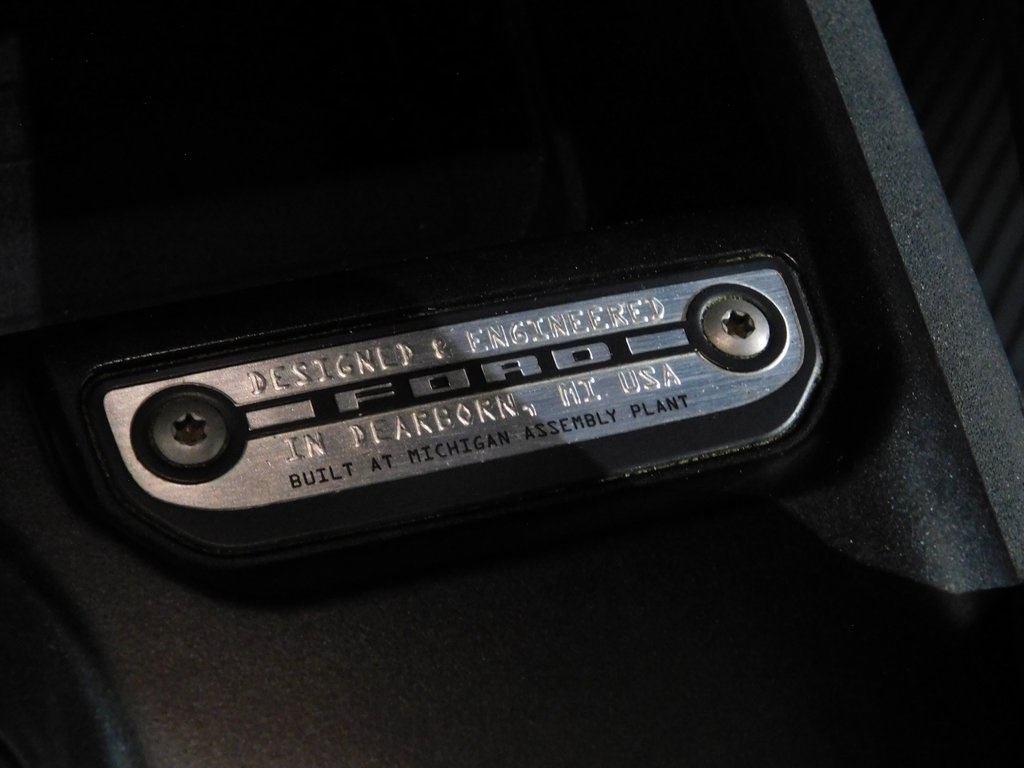 DESIGNED & ENGINEERED
FORD
IN DEARBORN, MI USA
BUILT AT MICHIGAN ASSEMBLY PLANT